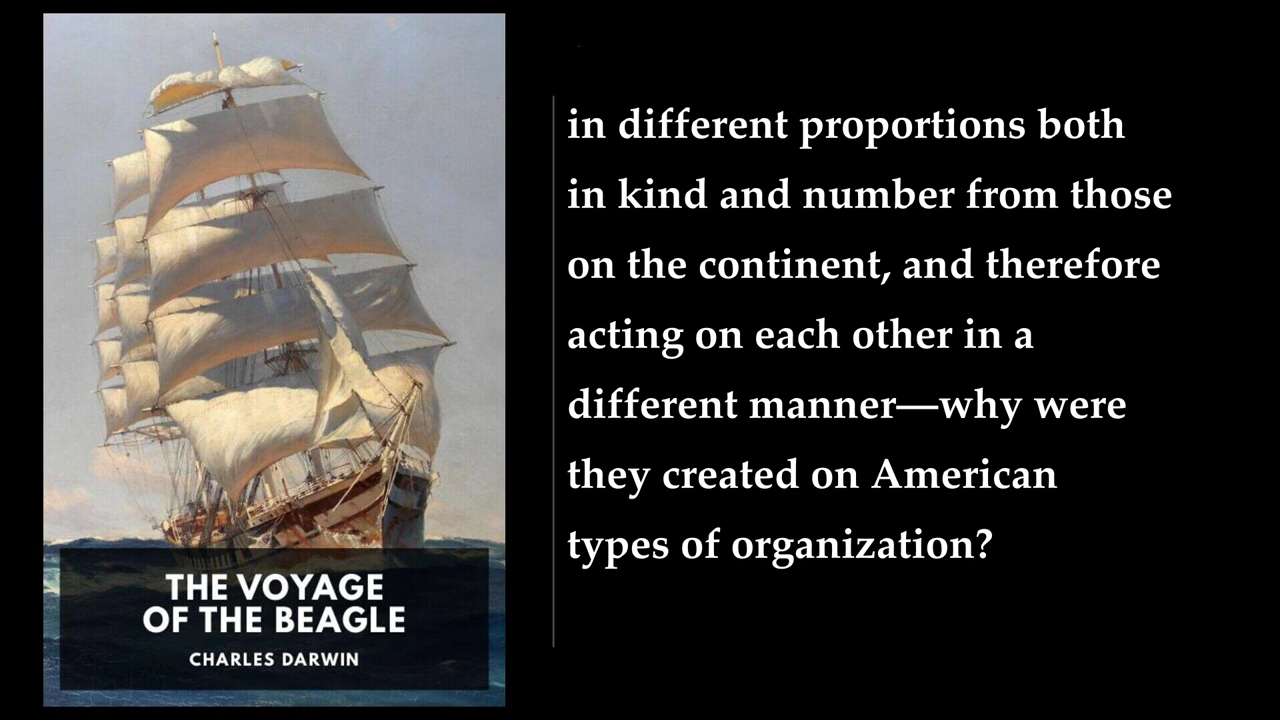 in different proportions both
in kind and number from those
on the continent, and therefore
acting on each other in a
different manner—why were
they created on American
types of organization?
THE VOYAGE
OF THE BEAGLE
CHARLES DARWIN